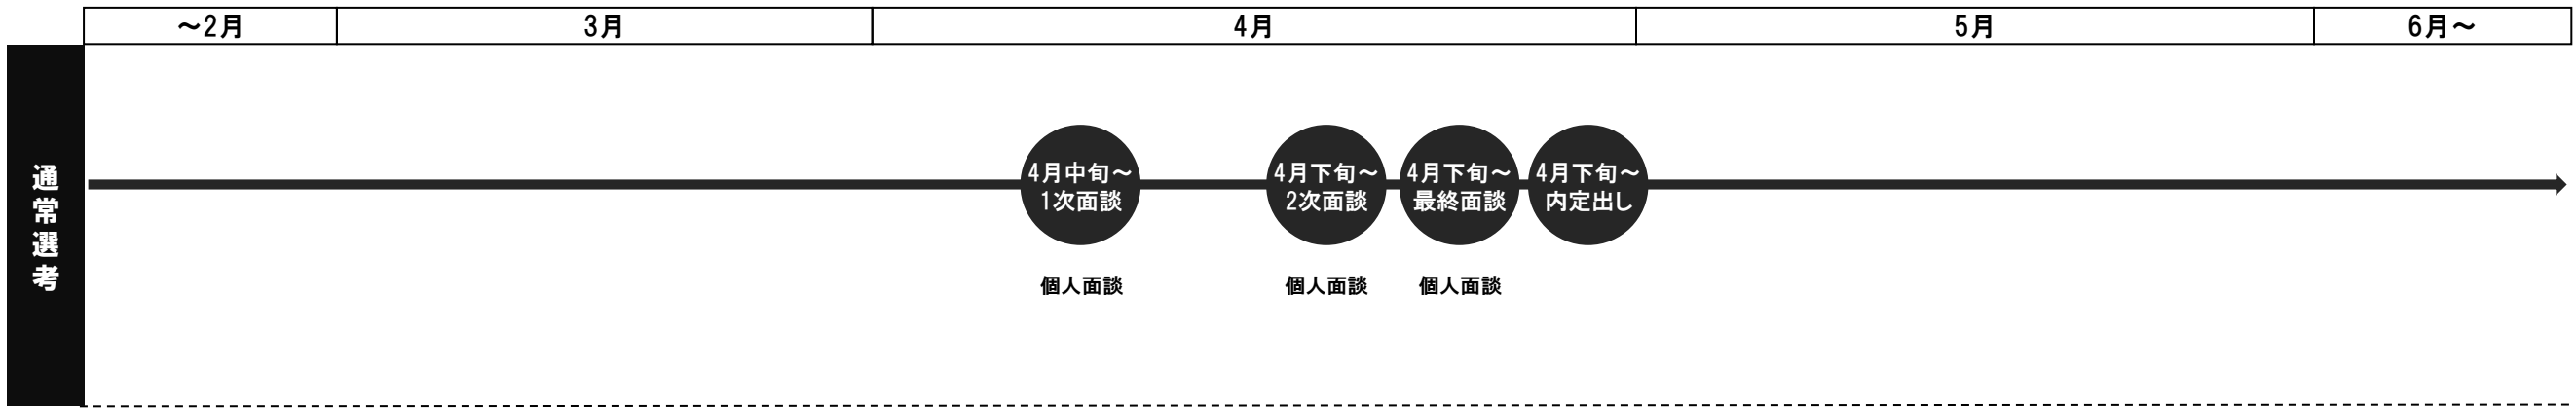 ～2月
3月
4月
5月
6月～
通常選考
4月中旬～
1次面談
4月下旬～
2次面談
4月下旬～
最終面談
4月下旬～
内定出し
個人面談
個人面談
個人面談